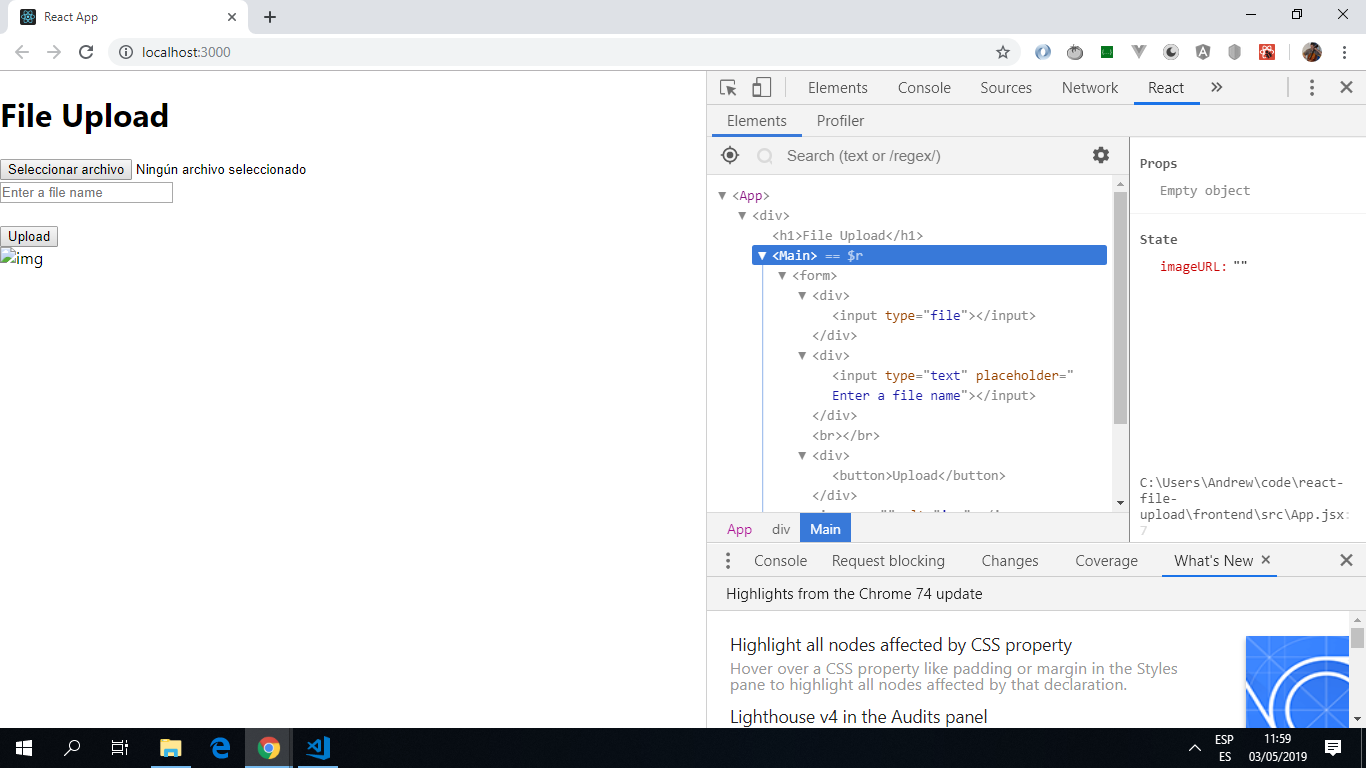 React App
localhost:3000
File Upload
Seleccionar archivo Ningún archivo seleccionado
Enter a file name
Upload
img
Elements Console Sources Network React
Elements Profiler
Search (text or /regex/)
<App>
<div>
<h1>File Upload</h1>
<Main> == $r
<form>
<div>
<input type="file"></input>
</div>
<div>
<input type="text" placeholder="
Enter a file name"></input>
</div>
<br></br>
<div>
<button>Upload</button>
</div>
App div Main
Props
Empty object
State
imageURL: ""
C:\Users\Andrew\code\react-
file-
upload\frontend\src\App.jsx:
7
Console Request blocking Changes Coverage What's New
Highlights from the Chrome 74 update
Highlight all nodes affected by CSS property
Hover over a CSS property like padding or margin in the Styles
pane to highlight all nodes affected by that declaration.
Lighthouse v4 in the Audits panel
ESP
ES
11:59
03/05/2019